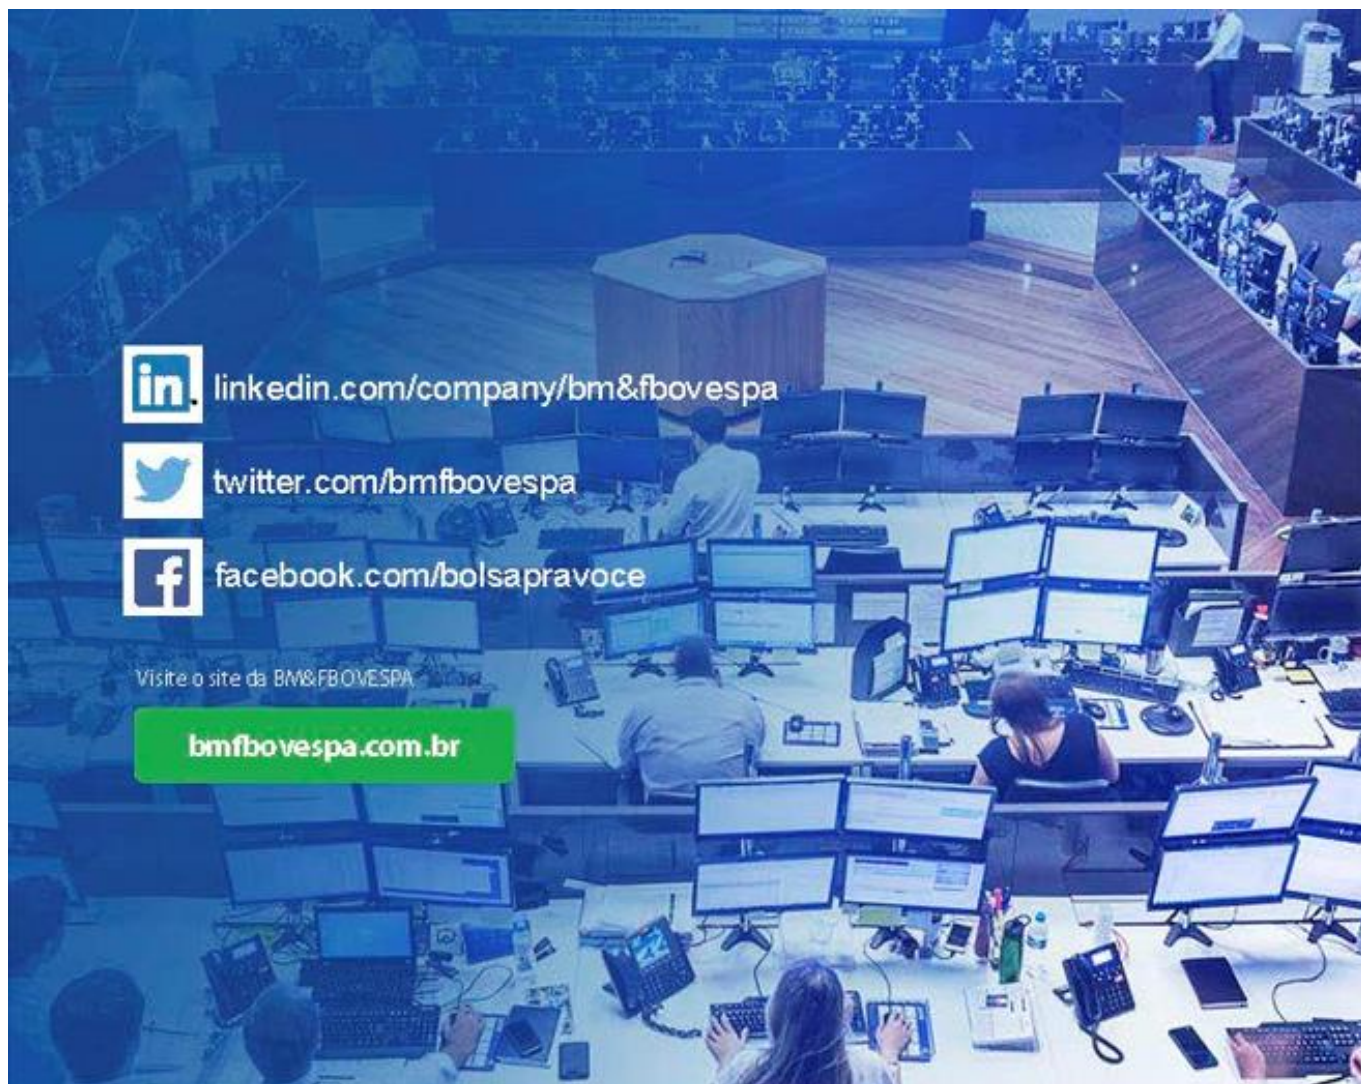 in.
linkedin.com/company/bm&fbovespa
twitter.com/bmfbovespa
f
facebook.com/bolsapravoce
Visite o site da BM&FBOVESPA
bmfbovespa.com.br